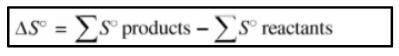 ΔS° = ∑S° products − ∑S° reactants